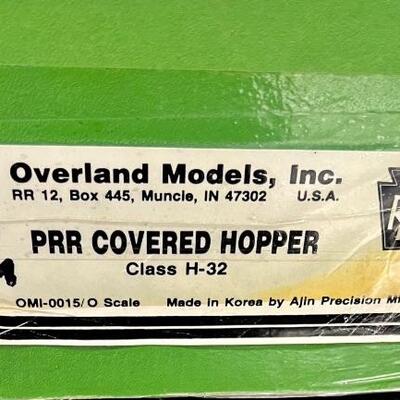 Overland Models, Inc.
RR 12, Box 445, Muncie, IN 47302 U.S.A.
PRR COVERED HOPPER
Class H-32
OMI-0015/O Scale Made in Korea by Ajin Precision